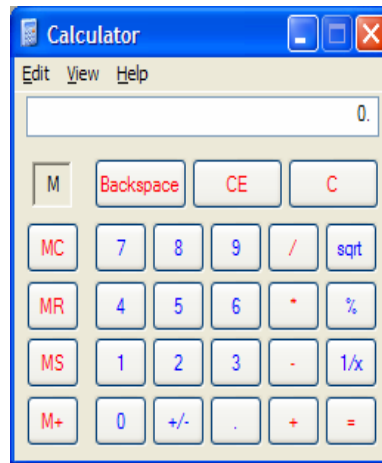 Calculator
Edit View Help
0.
M Backspace CE C
MC 7 8 9 / sqrt
MR 4 5 6 * %
MS 1 2 3 - 1/x
M+ 0 +/- . + =